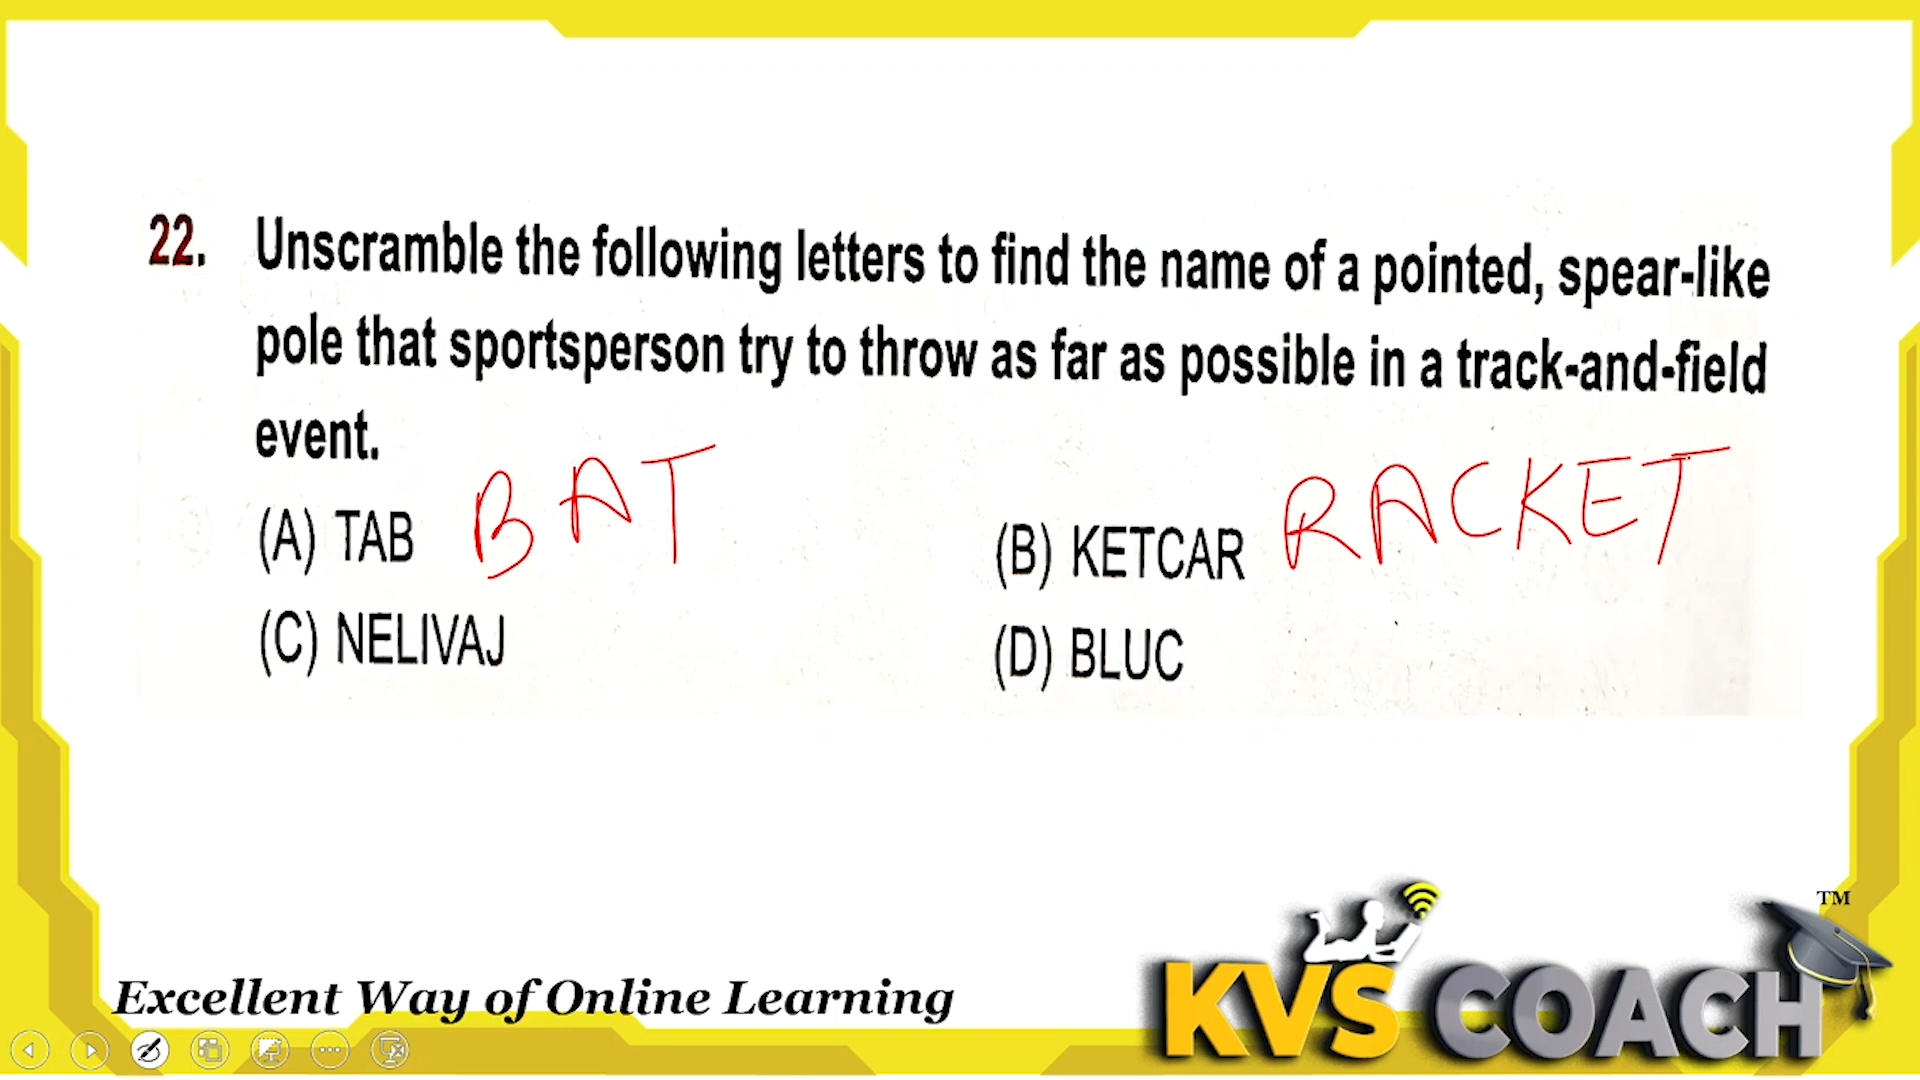 22. Unscramble the following letters to find the name of a pointed, spear-like
pole that sportsperson try to throw as far as possible in a track-and-field
event.
(A) TAB BAT (B) KETCAR RACKET
(C) NELIVAJ (D) BLUC
Excellent Way of Online Learning
KVS COACH TM